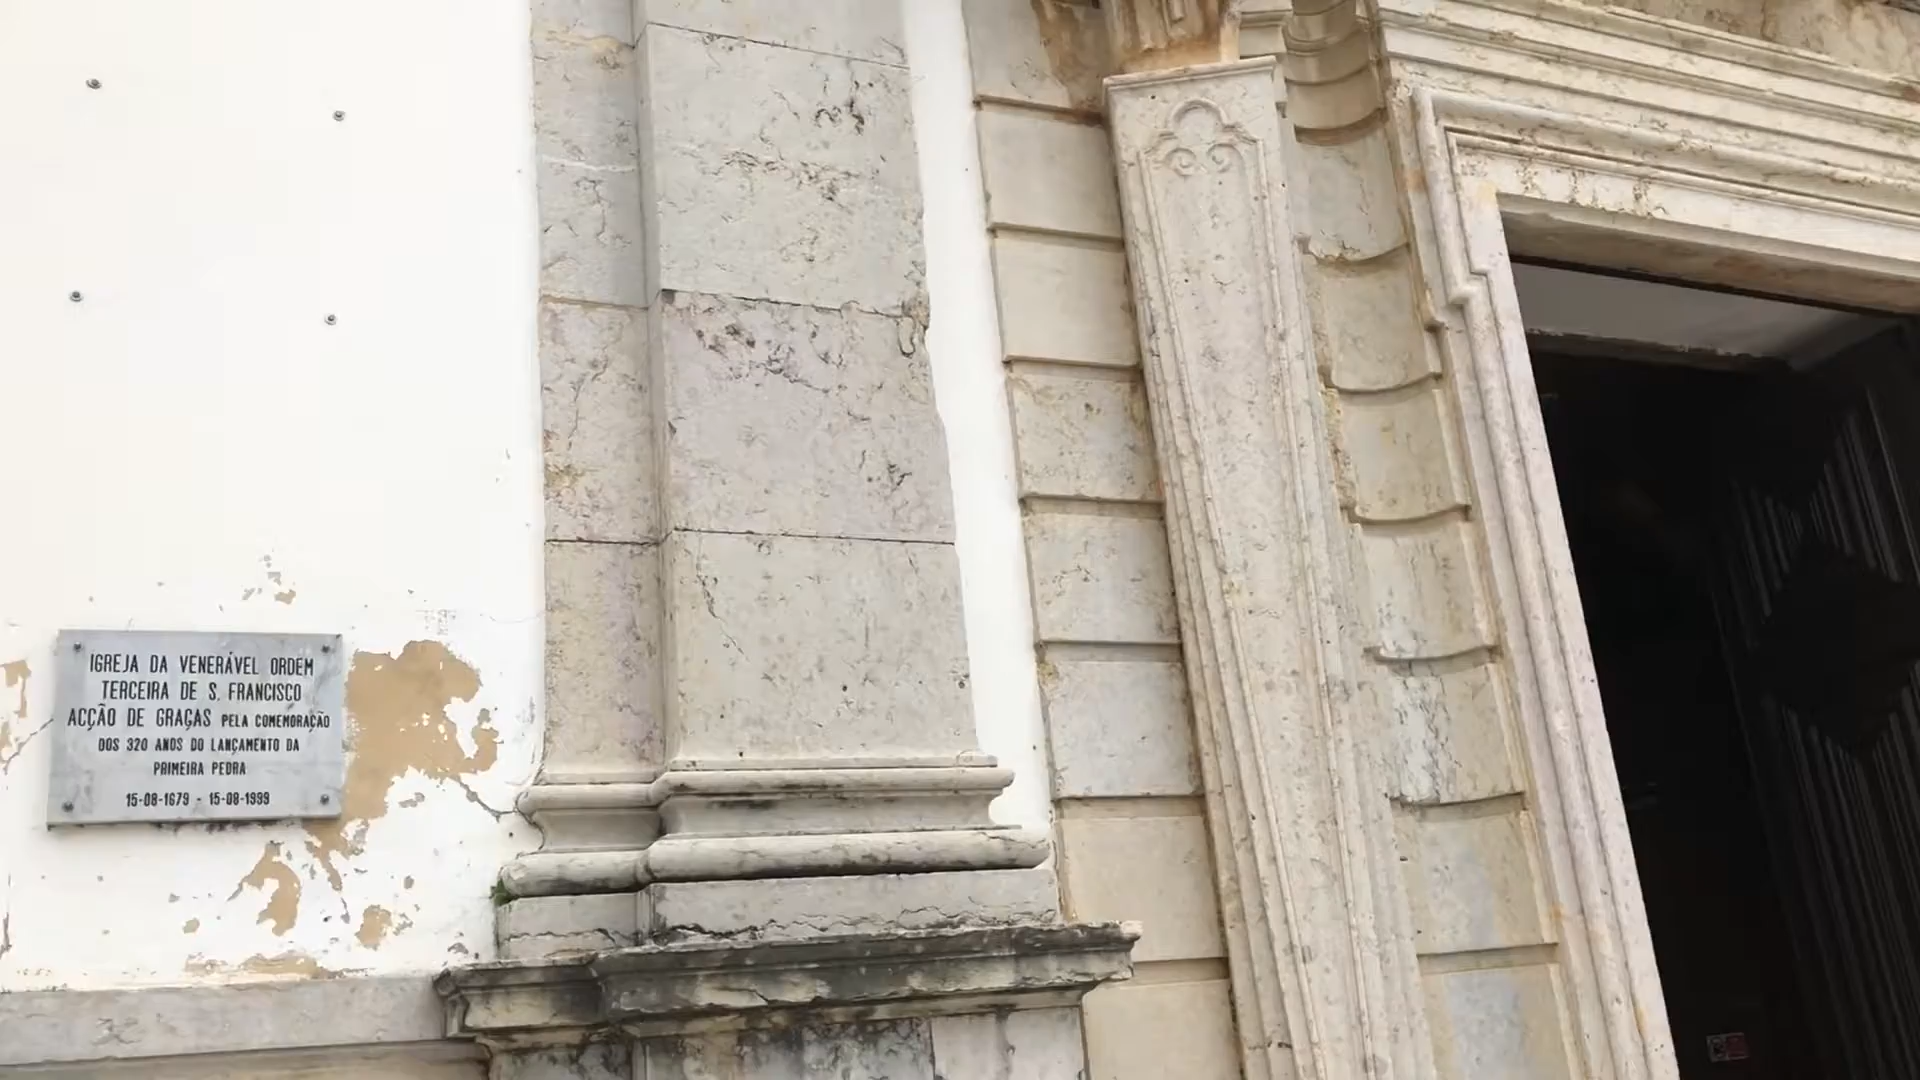 IGREJA DA VENERÁVEL ORDEM
TERCEIRA DE S. FRANCISCO
ACÇÃO DE GRAÇAS PELA COMEMORAÇÃO
DOS 320 ANOS DO LANÇAMENTO DA
PRIMEIRA PEDRA
15-08-1679 - 15-08-1999